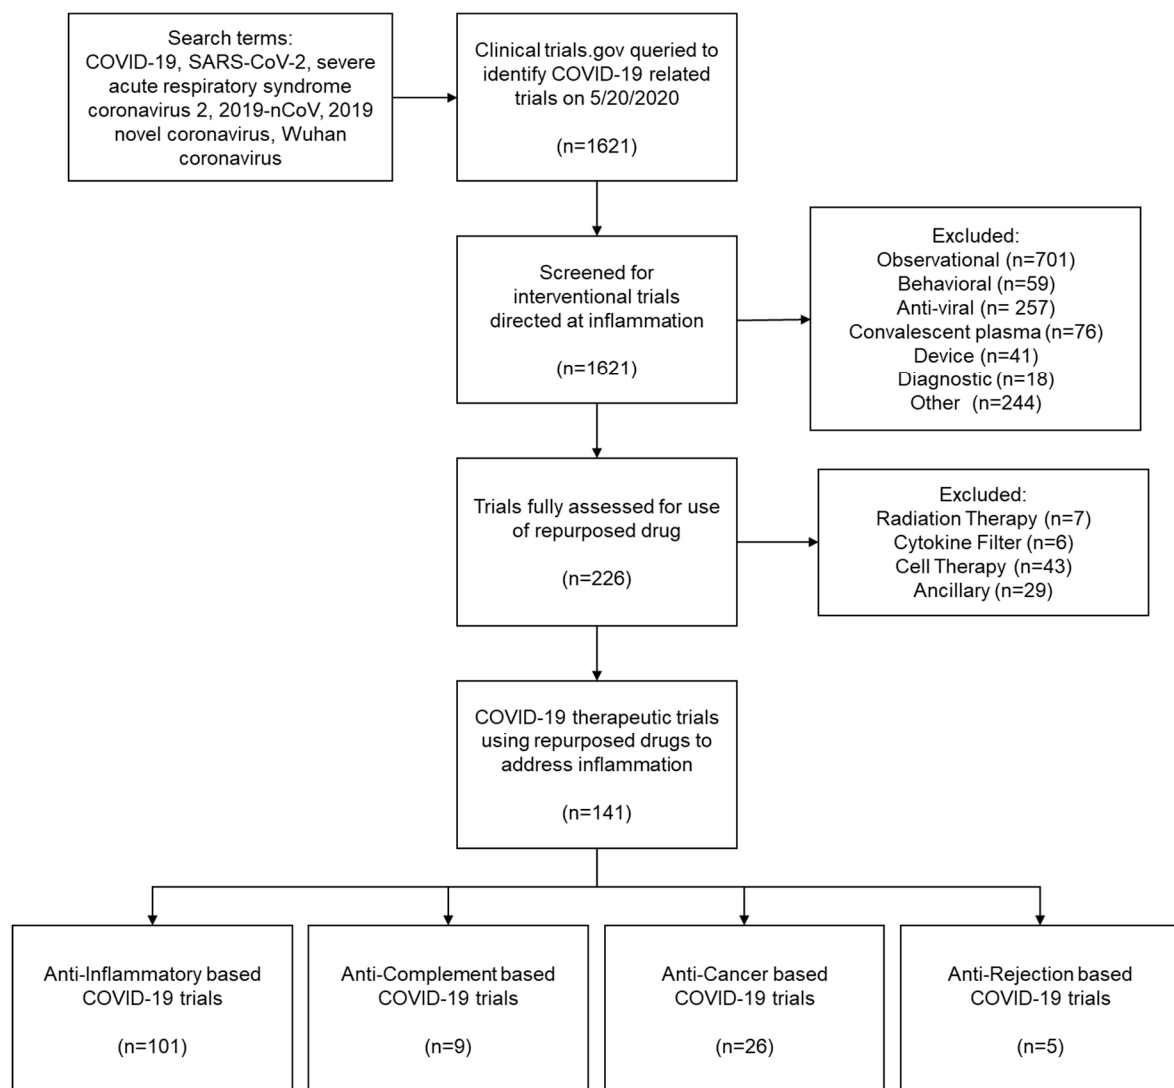 Search terms:
COVID-19, SARS-CoV-2, severe
acute respiratory syndrome
coronavirus 2, 2019-nCoV, 2019
novel coronavirus, Wuhan
coronavirus
Clinical trials.gov queried to
identify COVID-19 related
trials on 5/20/2020
(n=1621)
Screened for
interventional trials
directed at inflammation
(n=1621)
Excluded:
Observational (n=701)
Behavioral (n=59)
Anti-viral (n= 257)
Convalescent plasma (n=76)
Device (n=41)
Diagnostic (n=18)
Other (n=244)
Trials fully assessed for use
of repurposed drug
(n=226)
Excluded:
Radiation Therapy (n=7)
Cytokine Filter (n=6)
Cell Therapy (n=43)
Ancillary (n=29)
COVID-19 therapeutic trials
using repurposed drugs to
address inflammation
(n=141)
Anti-Inflammatory based
COVID-19 trials
(n=101)
Anti-Complement based
COVID-19 trials
(n=9)
Anti-Cancer based
COVID-19 trials
(n=26)
Anti-Rejection based
COVID-19 trials
(n=5)